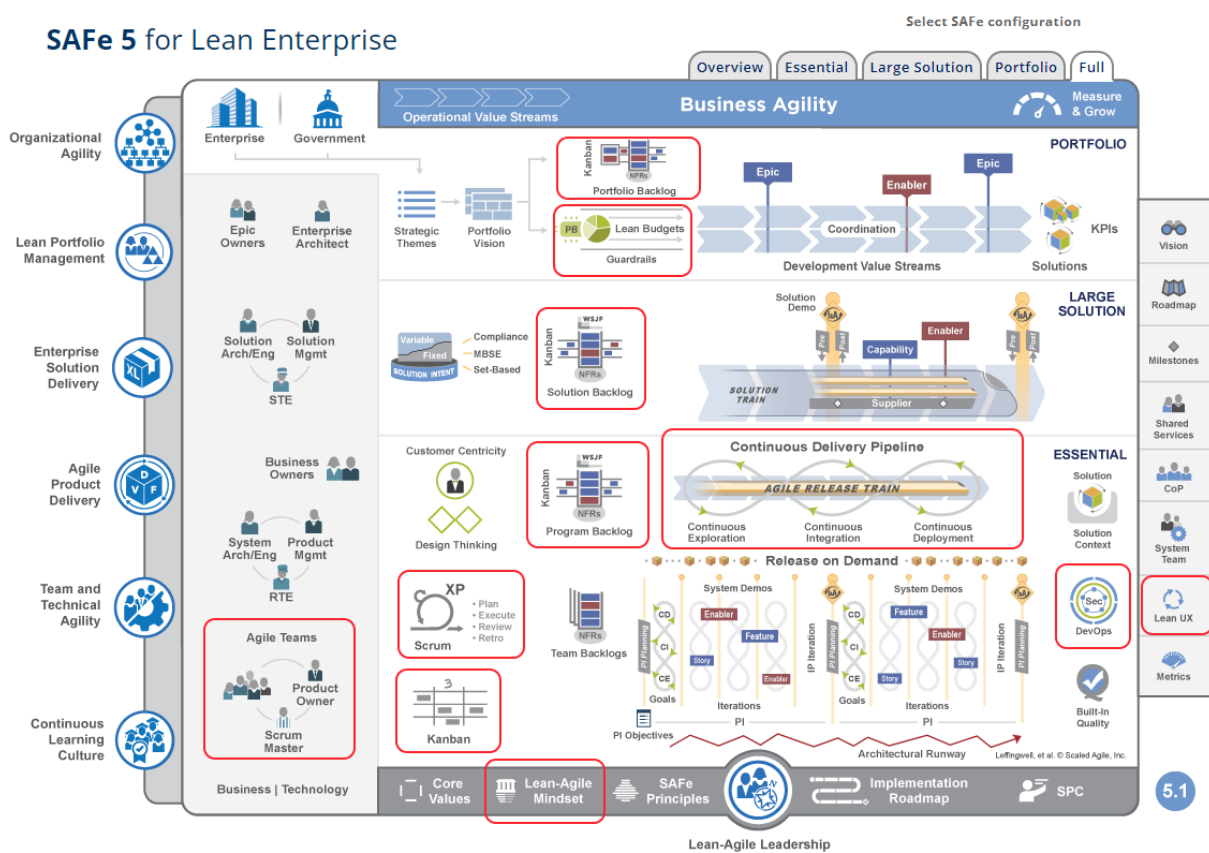 Select SAFe configuration
SAFe 5 for Lean Enterprise
Overview
Essential
Large Solution
Portfolio
Full
Organizational
Agility
Lean Portfolio
Management
Enterprise
Solution
Delivery
Agile
Product
Delivery
Team and
Technical
Agility
Continuous
Learning
Culture
Enterprise
Government
Operational Value Streams
Business Agility
Measure
& Grow
PORTFOLIO
Epic
Owners
Enterprise
Architect
Strategic
Themes
Portfolio
Vision
Kanban
NFRs
Portfolio Backlog
PB
Lean Budgets
Guardrails
Epic
Enabler
Epic
Coordination
Development Value Streams
KPIs
Solutions
LARGE
SOLUTION
Solution
Arch/Eng
Solution
Mgmt
STE
Variable
Fixed
SOLUTION INTENT
Compliance
MBSE
Set-Based
Kanban
WSJF
NFRs
Solution Backlog
Solution
Demo
I&A
Pre
Post
Capability
Enabler
I&A
Pre
Post
SOLUTION
TRAIN
Supplier
ESSENTIAL
Business
Owners
System
Arch/Eng
Product
Mgmt
RTE
Customer Centricity
Design Thinking
Kanban
WSJF
NFRs
Program Backlog
Continuous Delivery Pipeline
AGILE RELEASE TRAIN
Continuous
Exploration
Continuous
Integration
Continuous
Deployment
Solution
Solution
Context
Release on Demand
Agile Teams
Product
Owner
Scrum
Master
XP
• Plan
• Execute
• Review
• Retro
Scrum
3
Kanban
NFRs
Team Backlogs
System Demos
PI Planning
CD
CI
CE
Goals
Enabler
Feature
Story
Enabler
Iterations
IP Iteration
I&A
PI Planning
System Demos
CD
CI
CE
Goals
Feature
Enabler
Story
Story
Iterations
I&A
PI Planning
PI Objectives
PI
PI
Architectural Runway
Sec
DevOps
Built-In
Quality
Leffingwell, et al. © Scaled Agile, Inc.
Business | Technology
Core
Values
Lean-Agile
Mindset
SAFe
Principles
N
Implementation
Roadmap
SPC
Lean-Agile Leadership
Vision
Roadmap
Milestones
Shared
Services
CoP
System
Team
Lean UX
Metrics
5.1
XL
D
V
F